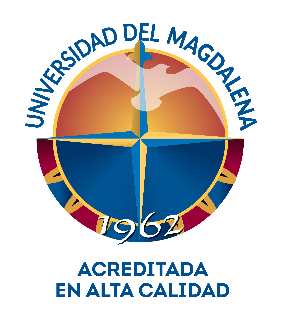 UNIVERSIDAD DEL MAGDALENA
1962
ACREDITADA
EN ALTA CALIDAD